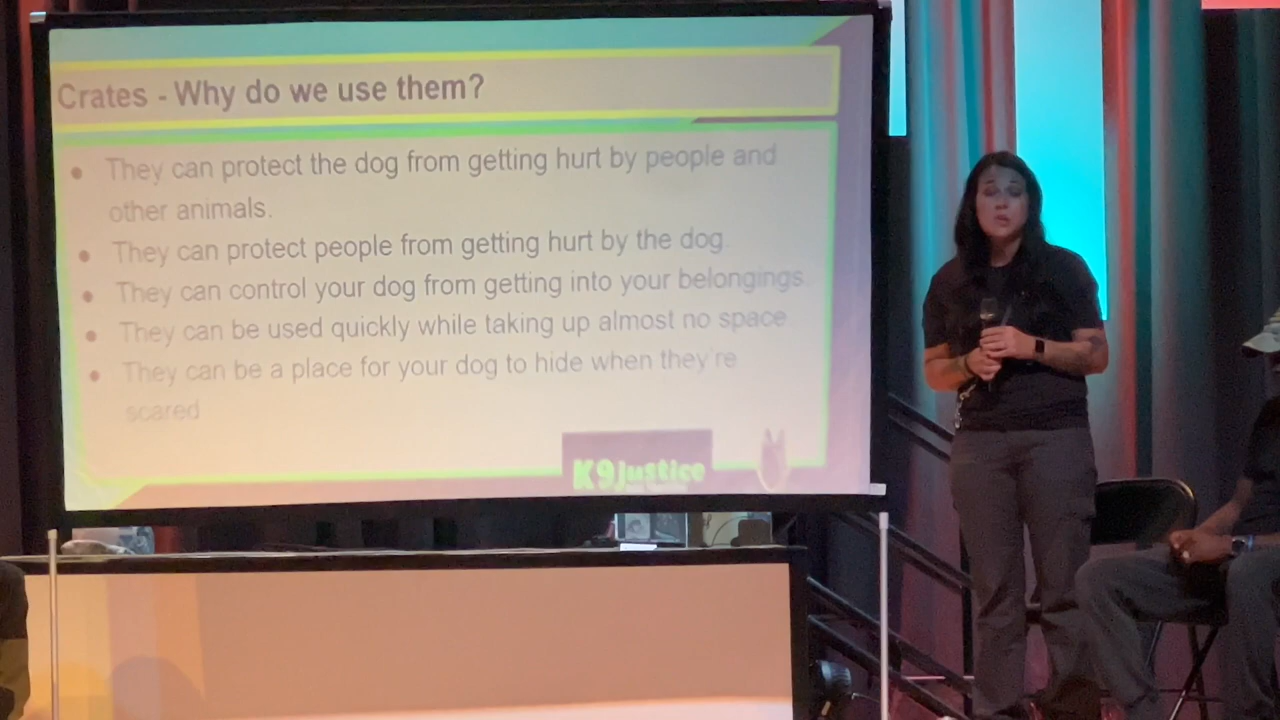 Crates - Why do we use them?
They can protect the dog from getting hurt by people and
other animals.
They can protect people from getting hurt by the dog.
They can control your dog from getting into your belongings.
They can be used quickly while taking up almost no space.
They can be a place for your dog to hide when they're
scared
K9Justice